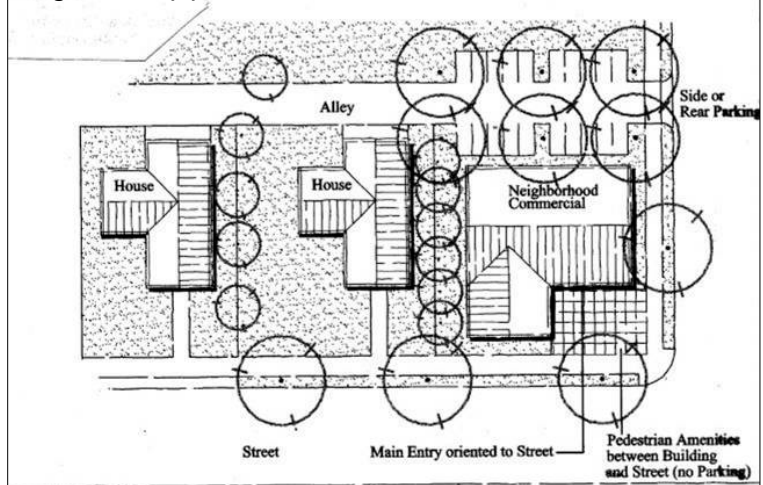 Alley
Side or
Rear Parking
House
House
Neighborhood
Commercial
Street
Main Entry oriented to Street
Pedestrian Amenities
between Building
and Street (no Parking)